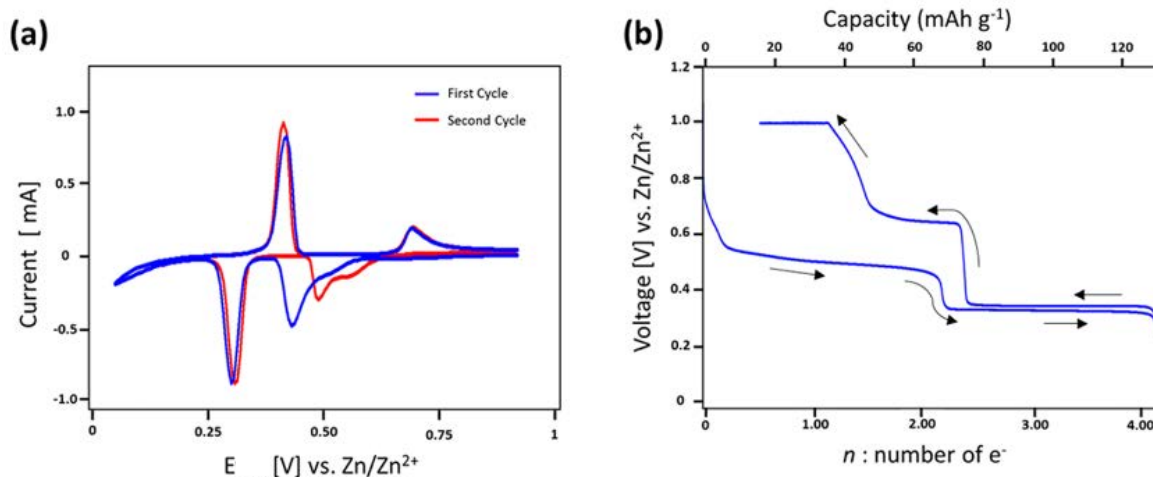 (a)
First Cycle
Second Cycle
1.0
0.5
0
-0.5
-1.0
Current [ mA]
0 0.25 0.50 0.75 1
E [V] vs. Zn/Zn²⁺
(b)
Capacity (mAh g⁻¹)
0 20 40 60 80 100 120
1.2
1.0
0.8
0.6
0.4
0.2
0
Voltage [V] vs. Zn/Zn²⁺
0 1.00 2.00 3.00 4.00
n : number of e⁻